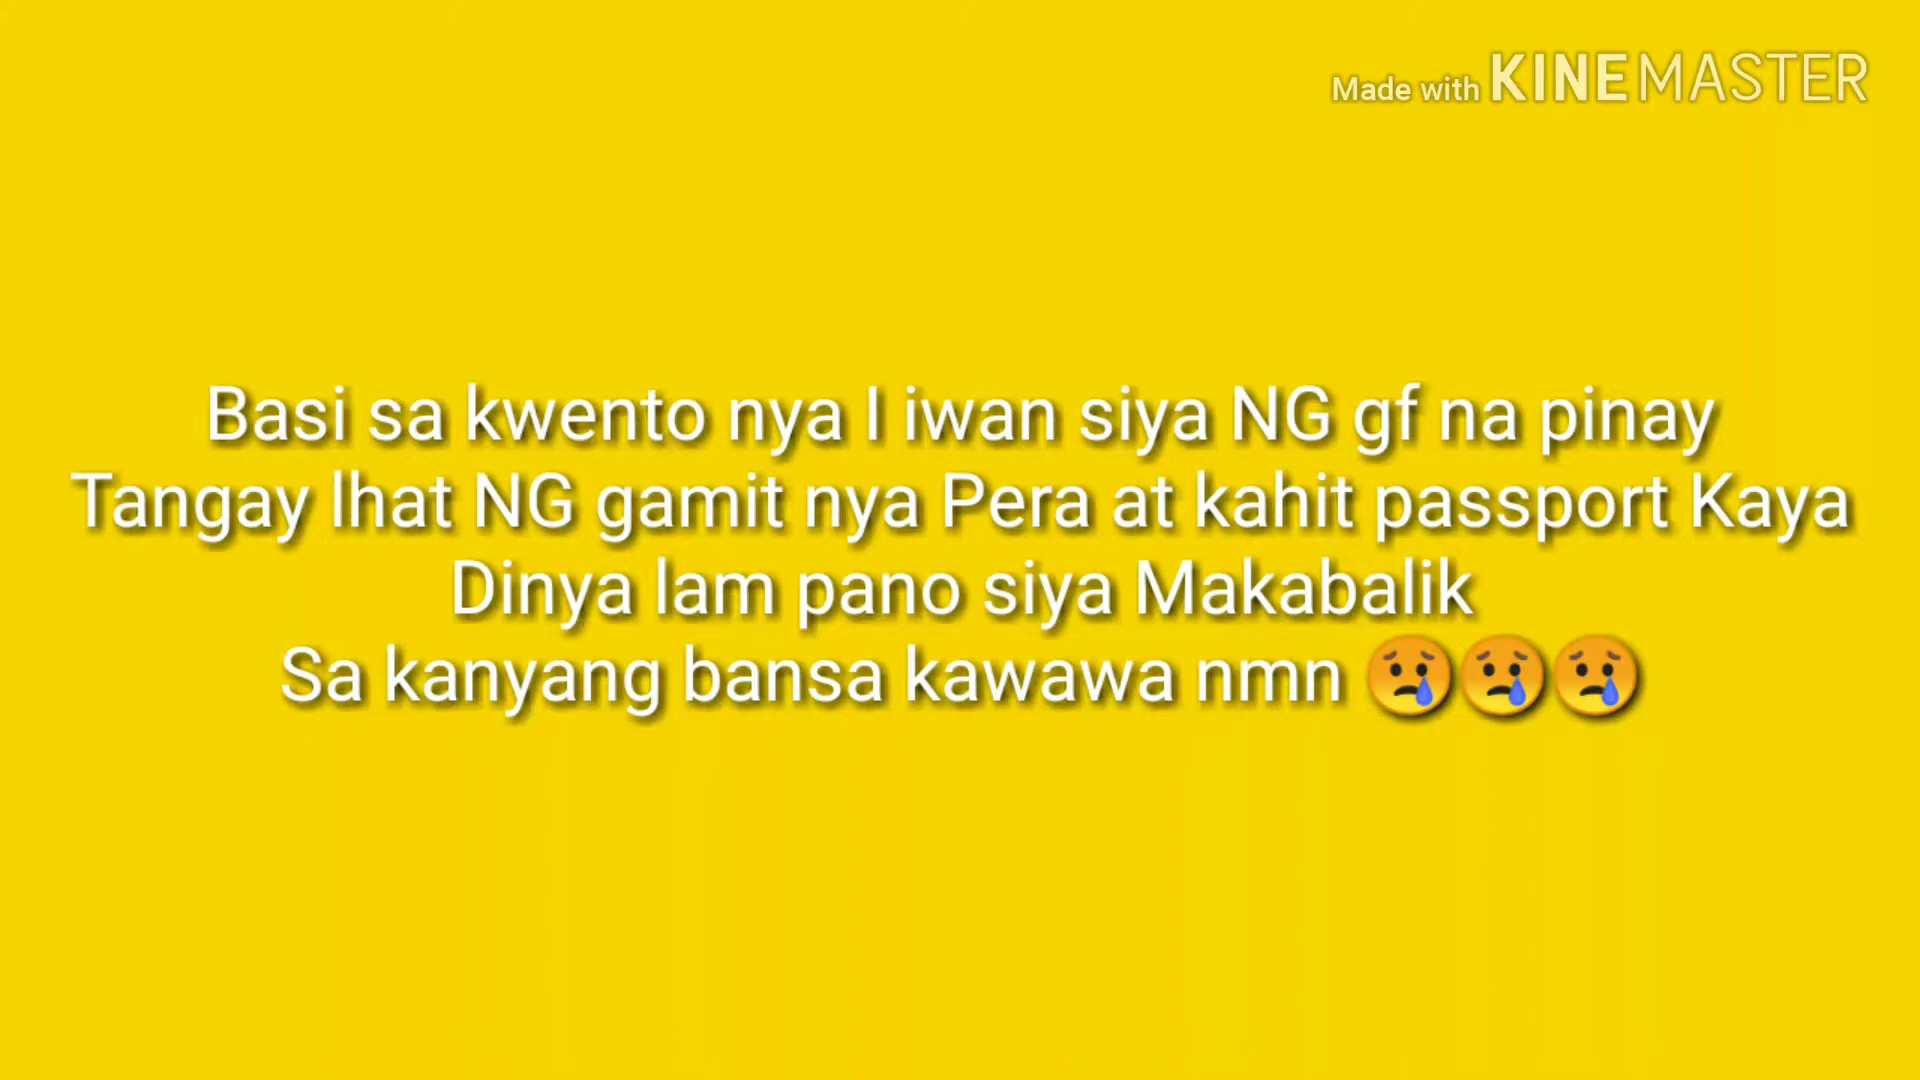 Made with KINEMASTER
Basi sa kwento nya I iwan siya NG gf na pinay
Tangay lhat NG gamit nya Pera at kahit passport Kaya
Dinya lam pano siya Makabalik
Sa kanyang bansa kawawa nmn 😢😢😢